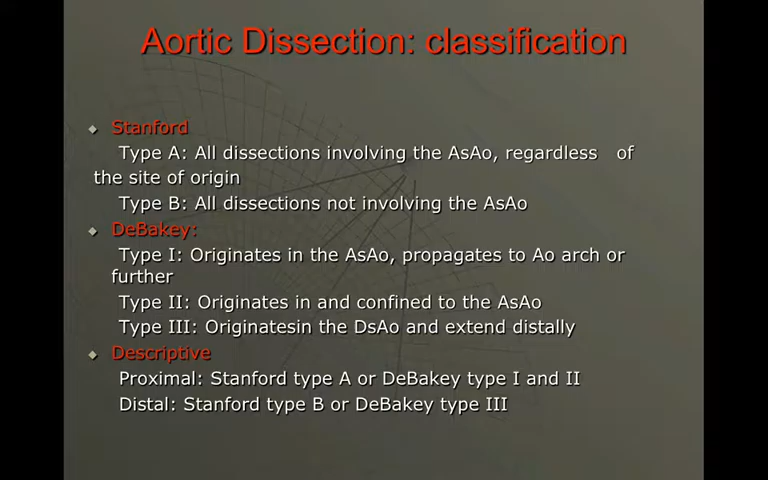 Aortic Dissection: classification
Stanford
Type A: All dissections involving the AsAo, regardless of
the site of origin
Type B: All dissections not involving the AsAo
DeBakey:
Type I: Originates in the AsAo, propagates to Ao arch or
further
Type II: Originates in and confined to the AsAo
Type III: Originatesin the DsAo and extend distally
Descriptive
Proximal: Stanford type A or DeBakey type I and II
Distal: Stanford type B or DeBakey type III